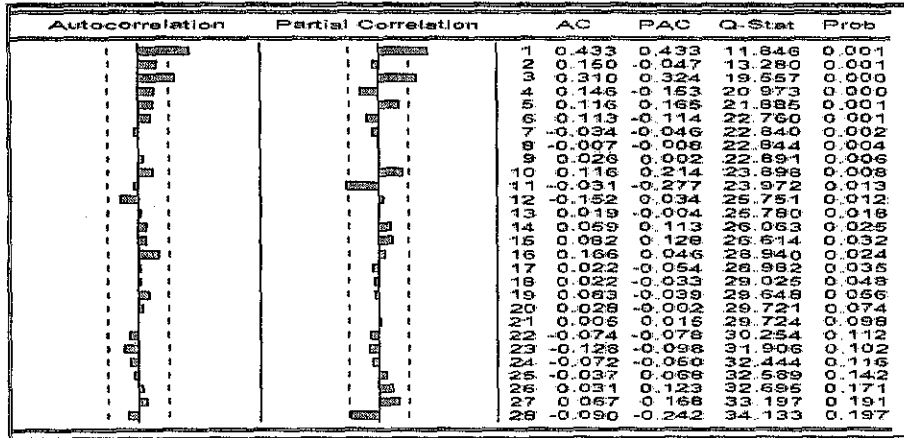 Autocorrelation Partial Correlation AC PAC Q-Stat Prob
1 0.433 0.433 11.846 0.001
2 0.150 -0.047 13.280 0.001
3 0.310 0.324 19.557 0.000
4 0.146 -0.153 20.973 0.000
5 0.116 0.165 21.885 0.001
6 0.113 -0.114 22.760 0.001
7 -0.034 -0.046 22.840 0.002
8 -0.007 -0.008 22.844 0.004
9 0.026 0.002 22.891 0.006
10 0.116 0.214 23.898 0.008
11 -0.031 -0.277 23.972 0.013
12 -0.152 0.034 25.751 0.012
13 0.019 -0.004 25.780 0.018
14 0.059 0.113 26.063 0.025
15 0.082 0.128 26.614 0.032
16 0.166 0.046 28.940 0.024
17 0.022 -0.054 28.982 0.035
18 0.022 -0.033 29.025 0.048
19 0.083 -0.039 29.648 0.056
20 0.028 -0.002 29.721 0.074
21 0.005 0.015 29.724 0.098
22 -0.074 -0.078 30.254 0.112
23 -0.128 -0.098 31.906 0.102
24 -0.072 -0.050 32.444 0.116
25 -0.037 0.068 32.589 0.142
26 0.031 0.123 32.695 0.171
27 0.067 0.168 33.197 0.191
28 -0.090 -0.242 34.133 0.197